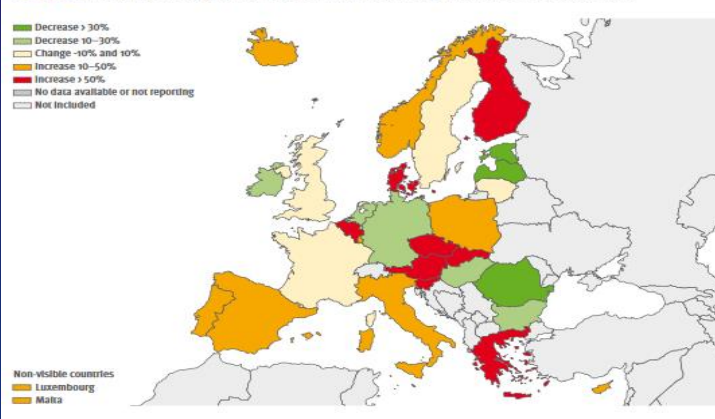 Decrease > 30%
Decrease 10–30%
Change -10% and 10%
Increase 10–50%
Increase > 50%
No data available or not reporting
Not included
Non-visible countries
Luxembourg
Malta